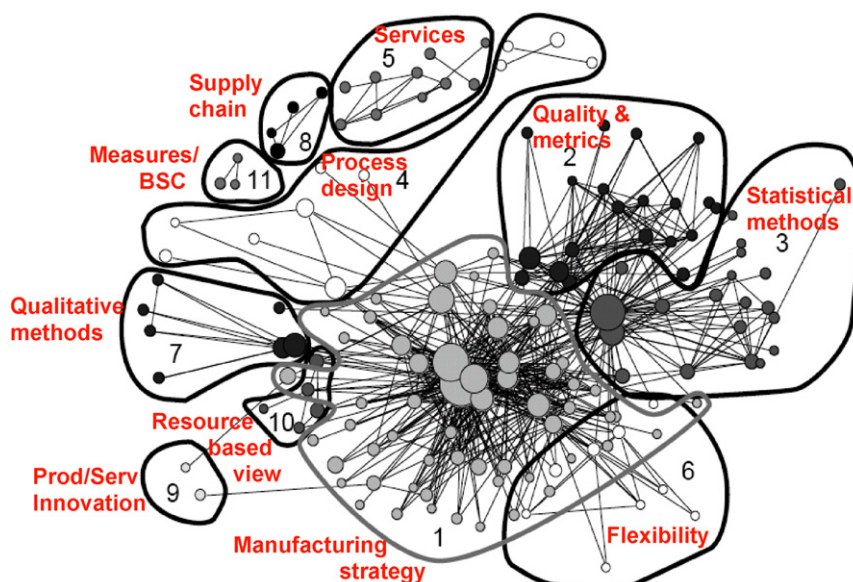 Services
5
Supply
chain
8
Measures/
BSC
11
Process
design
4
Quality &
metrics
2
Statistical
methods
3
Qualitative
methods
7
Resource
based
view
10
Prod/Serv
Innovation
9
Manufacturing
strategy
1
6
Flexibility